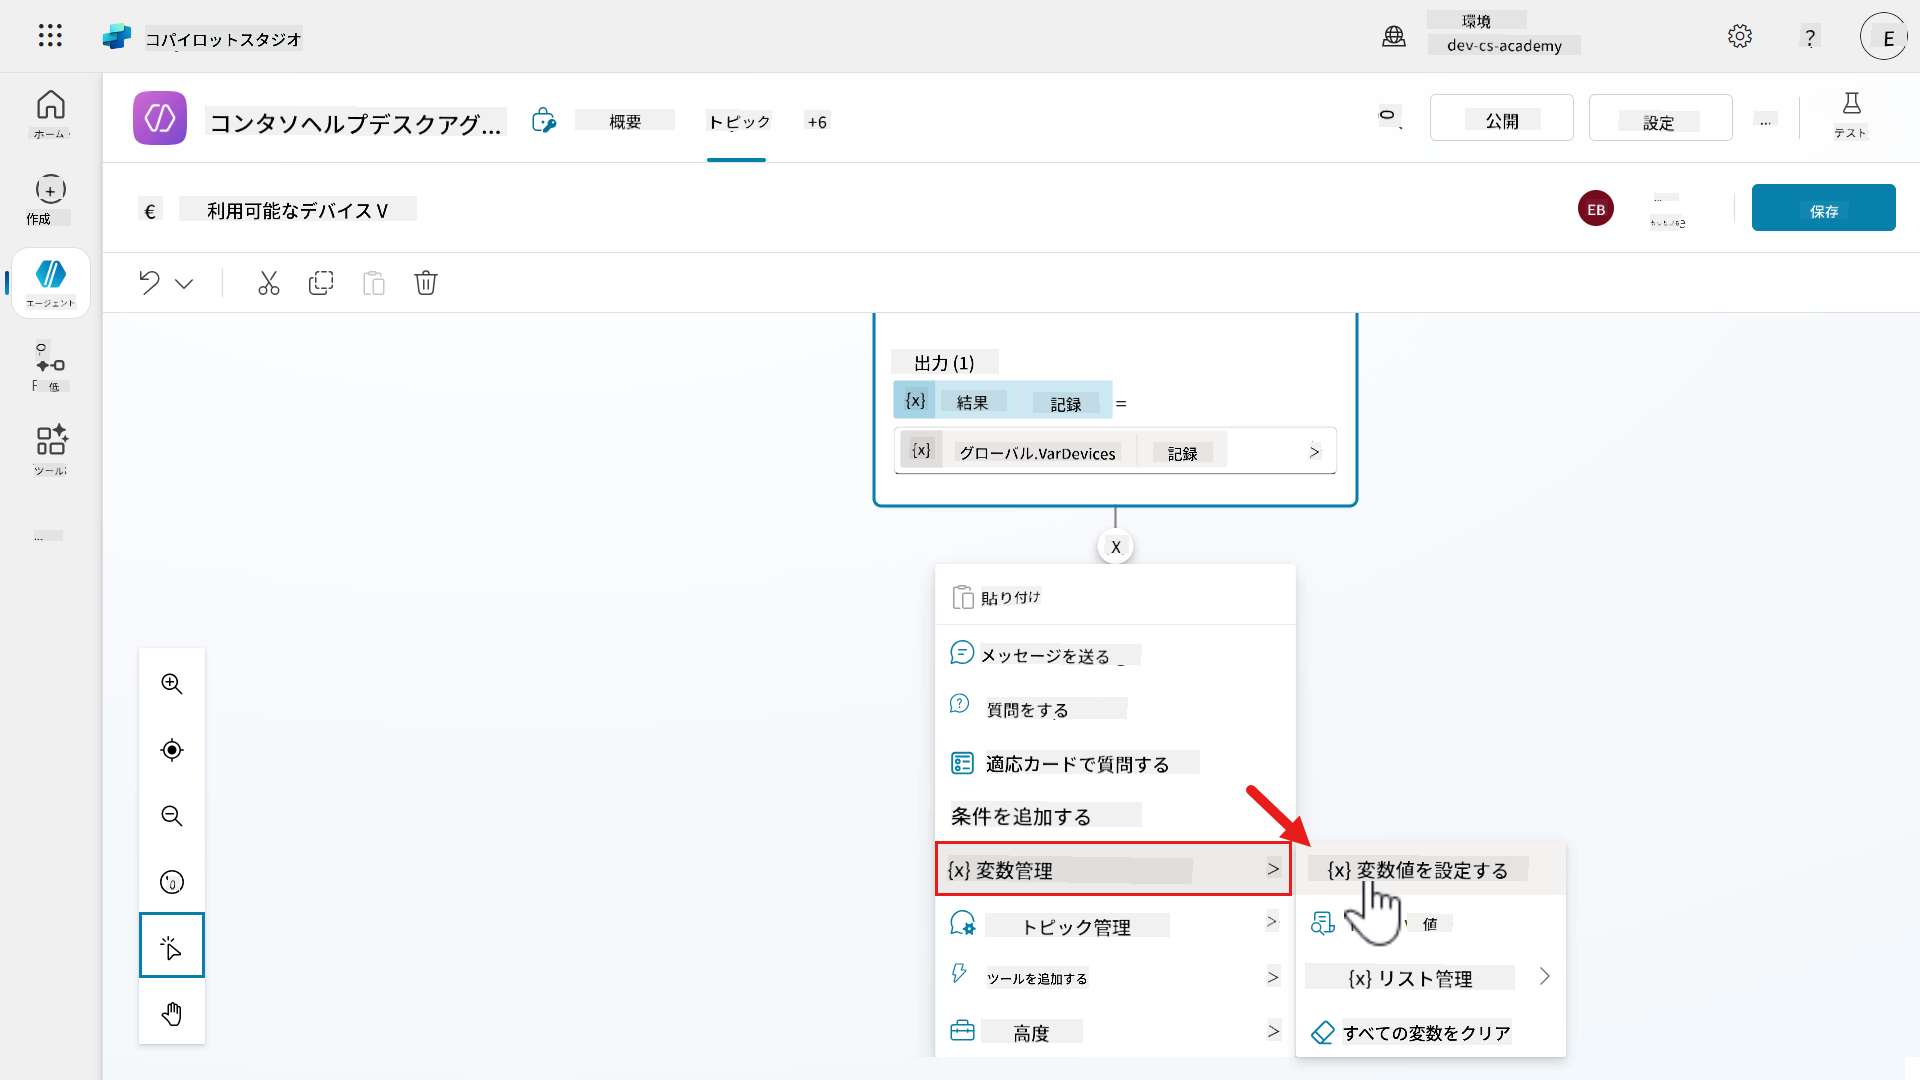 コパイロットスタジオ
環境
dev-cs-academy
?
E
ホーム
コンタソヘルプデスクアグ...
概要
トピック
+6
公開
設定
...
テスト
作成
€
利用可能なデバイス V
EB
保存
エージェント
低
ツール
...
出力 (1)
{x} 結果 記録 =
{x} グローバル.VarDevices 記録 >
X
貼り付け
メッセージを送る
質問をする
適応カードで質問する
条件を追加する
{x} 変数管理 >
{x} 変数値を設定する
トピック管理 >
値
ツールを追加する >
{x} リスト管理
高度 >
すべての変数をクリア